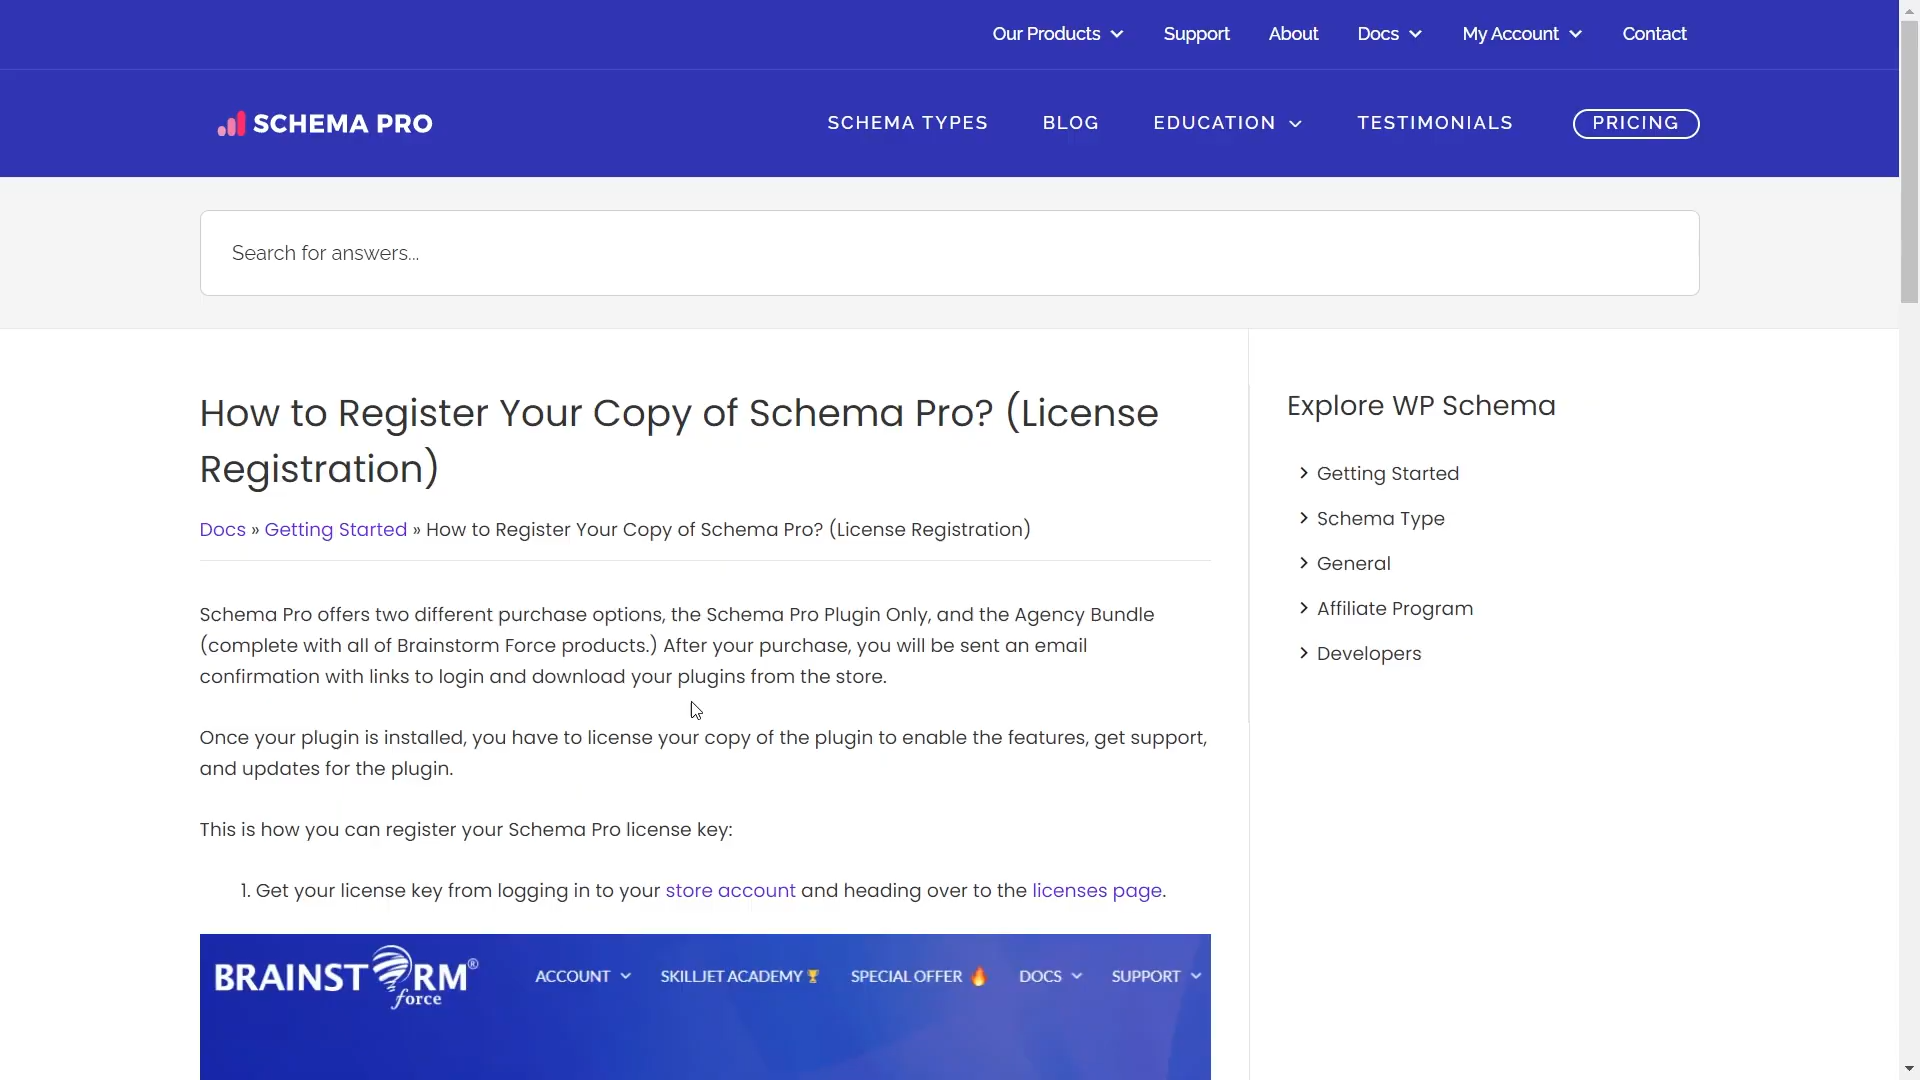 Our Products
Support
About
Docs
My Account
Contact
SCHEMA PRO
SCHEMA TYPES
BLOG
EDUCATION
TESTIMONIALS
PRICING
Search for answers...
How to Register Your Copy of Schema Pro? (License
Registration)
Docs » Getting Started » How to Register Your Copy of Schema Pro? (License Registration)
Schema Pro offers two different purchase options, the Schema Pro Plugin Only, and the Agency Bundle
(complete with all of Brainstorm Force products.) After your purchase, you will be sent an email
confirmation with links to login and download your plugins from the store.
Once your plugin is installed, you have to license your copy of the plugin to enable the features, get support,
and updates for the plugin.
This is how you can register your Schema Pro license key:
1. Get your license key from logging in to your store account and heading over to the licenses page.
BRAINSTORM® force
ACCOUNT
SKILLJET ACADEMY🏆
SPECIAL OFFER 🔥
DOCS
SUPPORT
Explore WP Schema
Getting Started
Schema Type
General
Affiliate Program
Developers